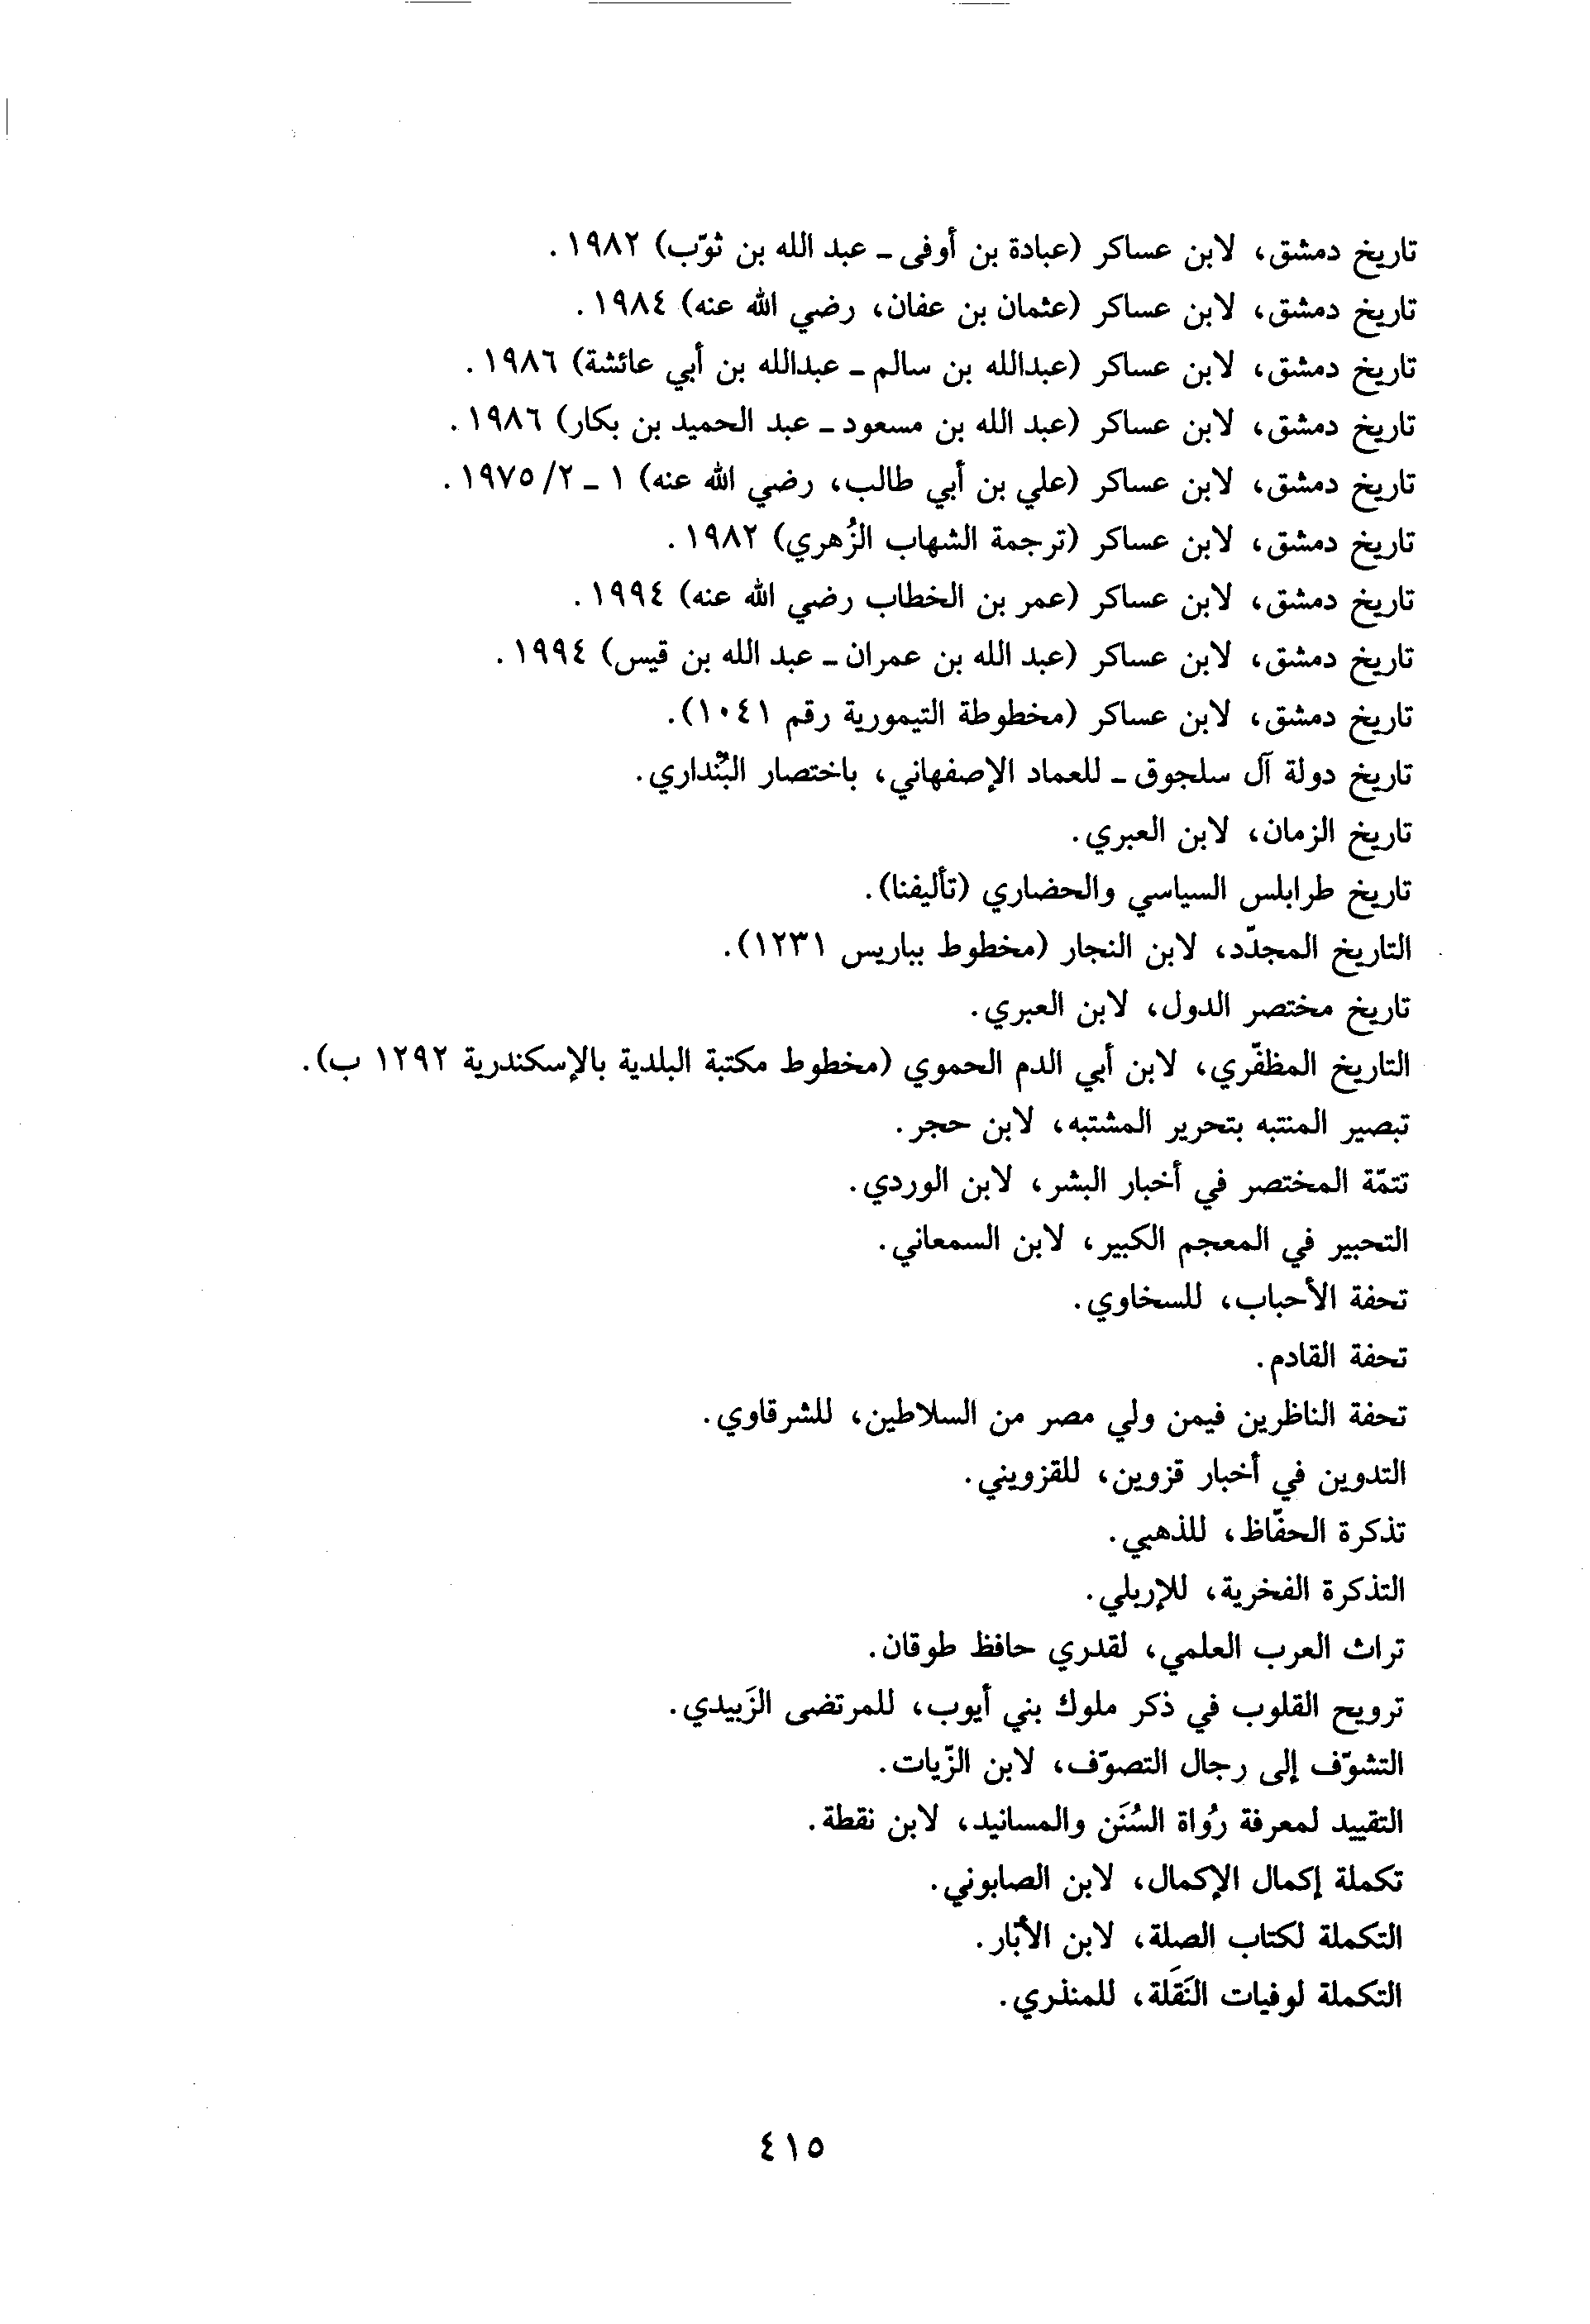 تاريخ دمشق، لابن عساكر (عبادة بن أوفى ـ عبد الله بن ثوّب) ١٩٨٢.
تاريخ دمشق، لابن عساكر (عثمان بن عفان، رضي الله عنه) ١٩٨٤.
تاريخ دمشق، لابن عساكر (عبدالله بن سالم ـ عبدالله بن أبي عائشة) ١٩٨٦.
تاريخ دمشق، لابن عساكر (عبد الله بن مسعود ـ عبد الحميد بن بكار) ١٩٨٦.
تاريخ دمشق، لابن عساكر (علي بن أبي طالب، رضي الله عنه) ١ ـ ١٩٧٥/٢.
تاريخ دمشق، لابن عساكر (ترجمة الشهاب الزُهري) ١٩٨٢.
تاريخ دمشق، لابن عساكر (عمر بن الخطاب رضي الله عنه) ١٩٩٤.
تاريخ دمشق، لابن عساكر (عبد الله بن عمران ـ عبد الله بن قيس) ١٩٩٤.
تاريخ دمشق، لابن عساكر (مخطوطة التيمورية رقم ١٠٤١).
تاريخ دولة آل سلجوق ـ للعماد الإصفهاني، باختصار البُنْداري.
تاريخ الزمان، لابن العبري.
تاريخ طرابلس السياسي والحضاري (تأليفنا).
التاريخ المجدّد، لابن النجار (مخطوط بباريس ١٢٣١).
تاريخ مختصر الدول، لابن العبري.
التاريخ المظفّري، لابن أبي الدم الحموي (مخطوط مكتبة البلدية بالإسكندرية ١٢٩٢ ب).
تبصير المنتبه بتحرير المشتبه، لابن حجر.
تتمّة المختصر في أخبار البشر، لابن الوردي.
التحبير في المعجم الكبير، لابن السمعاني.
تحفة الأحباب، للسخاوي.
تحفة القادم.
تحفة الناظرين فيمن ولي مصر من السلاطين، للشرقاوي.
التدوين في أخبار قزوين، للقزويني.
تذكرة الحفّاظ، للذهبي.
التذكرة الفخرية، للإربلي.
تراث العرب العلمي، لقدري حافظ طوقان.
ترويح القلوب في ذكر ملوك بني أيوب، للمرتضى الزَبيدي.
التشوّف إلى رجال التصوّف، لابن الزّيات.
التقييد لمعرفة رُواة السُنَن والمسانيد، لابن نقطة.
تكملة إكمال الإكمال، لابن الصابوني.
التكملة لكتاب الصلة، لابن الأبّار.
التكملة لوفيات النَقَلة، للمنذري.
٤١٥